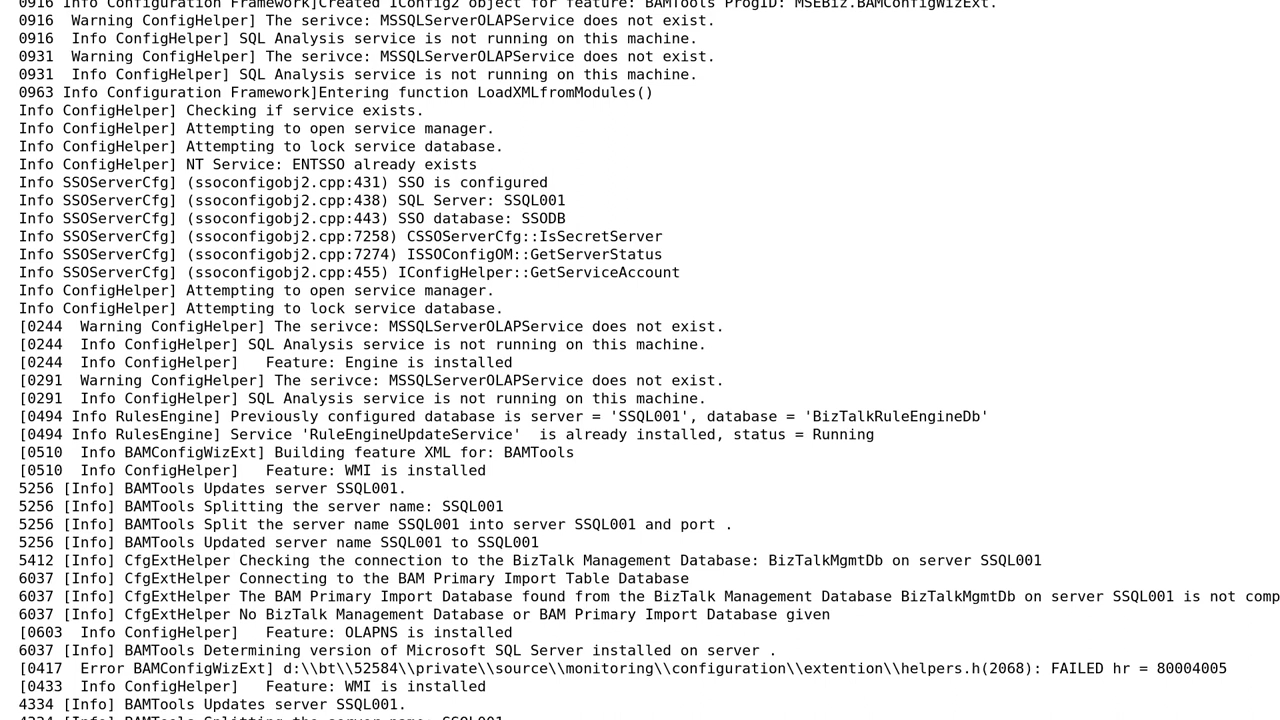 0916 Info Configuration Framework]Created IConfig2 object for feature: BAMTools ProgID: MSEBiz.BAMConfigWizExt.
0916  Warning ConfigHelper] The serivce: MSSQLServerOLAPService does not exist.
0916  Info ConfigHelper] SQL Analysis service is not running on this machine.
0931  Warning ConfigHelper] The serivce: MSSQLServerOLAPService does not exist.
0931  Info ConfigHelper] SQL Analysis service is not running on this machine.
0963 Info Configuration Framework]Entering function LoadXMLfromModules()
Info ConfigHelper] Checking if service exists.
Info ConfigHelper] Attempting to open service manager.
Info ConfigHelper] Attempting to lock service database.
Info ConfigHelper] NT Service: ENTSSO already exists
Info SSOServerCfg] (ssoconfigobj2.cpp:431) SSO is configured
Info SSOServerCfg] (ssoconfigobj2.cpp:438) SQL Server: SSQL001
Info SSOServerCfg] (ssoconfigobj2.cpp:443) SSO database: SSODB
Info SSOServerCfg] (ssoconfigobj2.cpp:7258) CSSOServerCfg::IsSecretServer
Info SSOServerCfg] (ssoconfigobj2.cpp:7274) ISSOConfigOM::GetServerStatus
Info SSOServerCfg] (ssoconfigobj2.cpp:455) IConfigHelper::GetServiceAccount
Info ConfigHelper] Attempting to open service manager.
Info ConfigHelper] Attempting to lock service database.
[0244  Warning ConfigHelper] The serivce: MSSQLServerOLAPService does not exist.
[0244  Info ConfigHelper] SQL Analysis service is not running on this machine.
[0244  Info ConfigHelper]   Feature: Engine is installed
[0291  Warning ConfigHelper] The serivce: MSSQLServerOLAPService does not exist.
[0291  Info ConfigHelper] SQL Analysis service is not running on this machine.
[0494 Info RulesEngine] Previously configured database is server = 'SSQL001', database = 'BizTalkRuleEngineDb'
[0494 Info RulesEngine] Service 'RuleEngineUpdateService'  is already installed, status = Running
[0510  Info BAMConfigWizExt] Building feature XML for: BAMTools
[0510  Info ConfigHelper]   Feature: WMI is installed
5256 [Info] BAMTools Updates server SSQL001.
5256 [Info] BAMTools Splitting the server name: SSQL001
5256 [Info] BAMTools Split the server name SSQL001 into server SSQL001 and port .
5256 [Info] BAMTools Updated server name SSQL001 to SSQL001
5412 [Info] CfgExtHelper Checking the connection to the BizTalk Management Database: BizTalkMgmtDb on server SSQL001
6037 [Info] CfgExtHelper Connecting to the BAM Primary Import Table Database
6037 [Info] CfgExtHelper The BAM Primary Import Database found from the BizTalk Management Database BizTalkMgmtDb on server SSQL001 is not comp
6037 [Info] CfgExtHelper No BizTalk Management Database or BAM Primary Import Database given
[0603  Info ConfigHelper]   Feature: OLAPNS is installed
6037 [Info] BAMTools Determining version of Microsoft SQL Server installed on server .
[0417  Error BAMConfigWizExt] d:\\bt\\52584\\private\\source\\monitoring\\configuration\\extention\\helpers.h(2068): FAILED hr = 80004005
[0433  Info ConfigHelper]   Feature: WMI is installed
4334 [Info] BAMTools Updates server SSQL001.
4334 [Info] BAMTools Splitting the server name: SSQL001